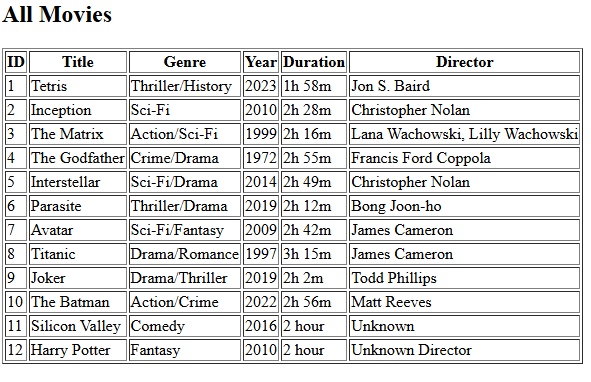 All Movies
ID Title Genre Year Duration Director
1 Tetris Thriller/History 2023 1h 58m Jon S. Baird
2 Inception Sci-Fi 2010 2h 28m Christopher Nolan
3 The Matrix Action/Sci-Fi 1999 2h 16m Lana Wachowski, Lilly Wachowski
4 The Godfather Crime/Drama 1972 2h 55m Francis Ford Coppola
5 Interstellar Sci-Fi/Drama 2014 2h 49m Christopher Nolan
6 Parasite Thriller/Drama 2019 2h 12m Bong Joon-ho
7 Avatar Sci-Fi/Fantasy 2009 2h 42m James Cameron
8 Titanic Drama/Romance 1997 3h 15m James Cameron
9 Joker Drama/Thriller 2019 2h 2m Todd Phillips
10 The Batman Action/Crime 2022 2h 56m Matt Reeves
11 Silicon Valley Comedy 2016 2 hour Unknown
12 Harry Potter Fantasy 2010 2 hour Unknown Director